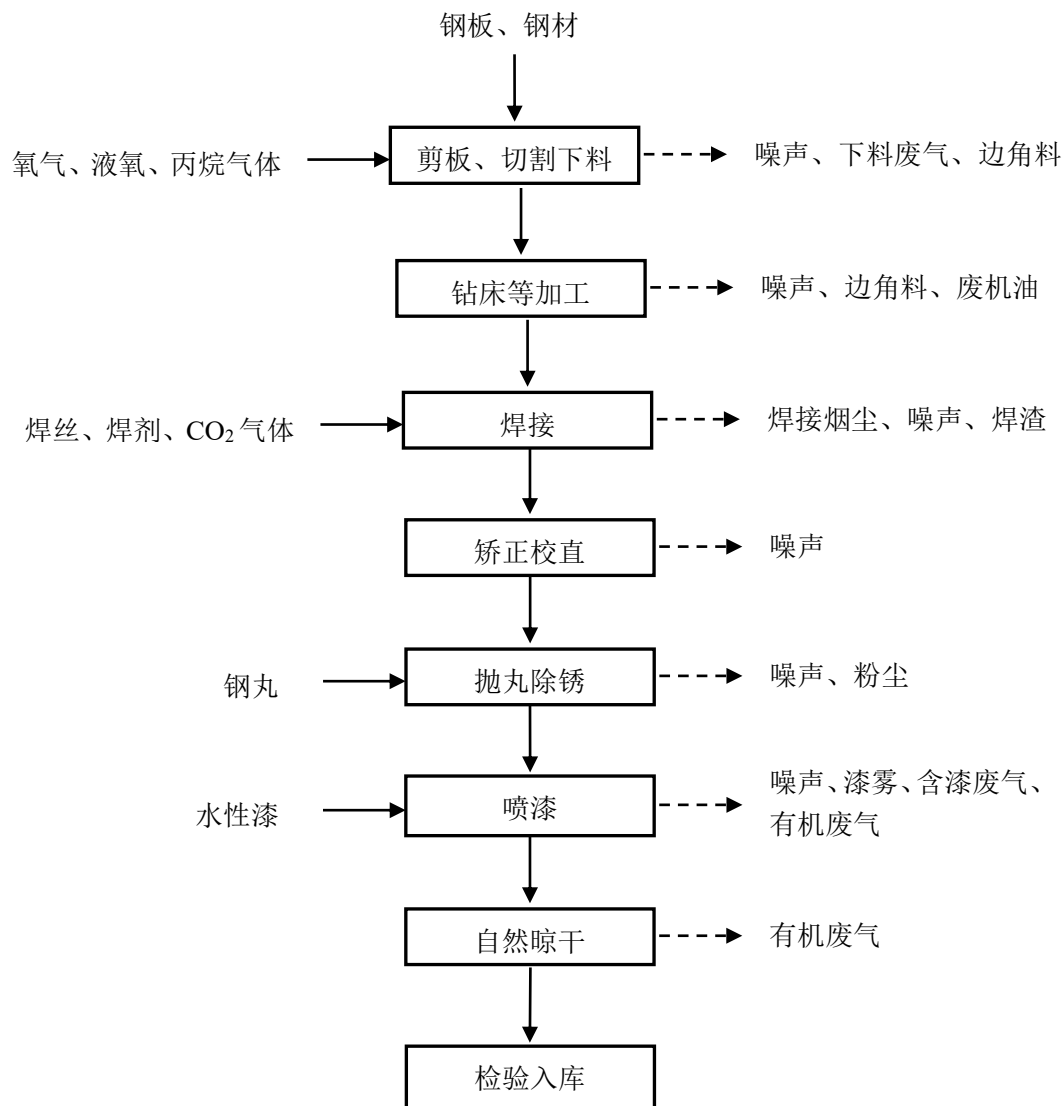 钢板、钢材
氧气、液氧、丙烷气体
剪板、切割下料
噪声、下料废气、边角料
钻床等加工
噪声、边角料、废机油
焊丝、焊剂、CO₂气体
焊接
焊接烟尘、噪声、焊渣
矫正校直
噪声
钢丸
抛丸除锈
噪声、粉尘
水性漆
喷漆
噪声、漆雾、含漆废气、
有机废气
自然晾干
有机废气
检验入库